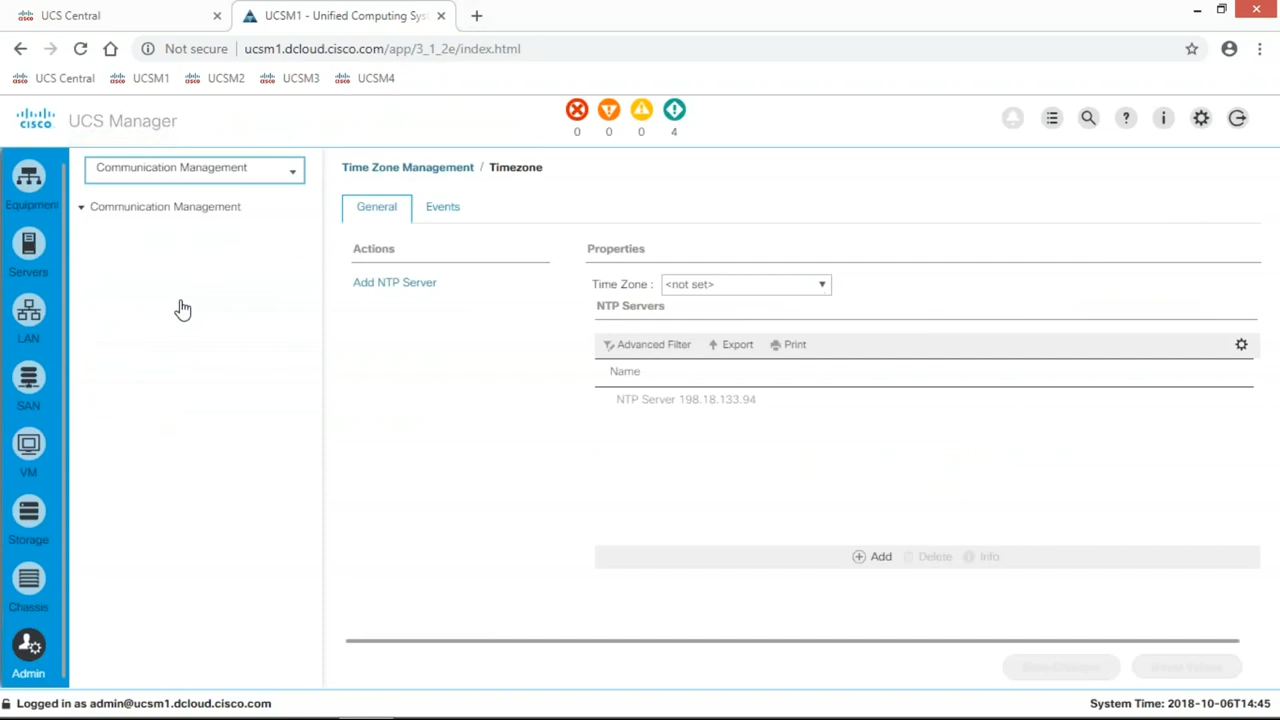 UCS Central
UCSM1 - Unified Computing Sys
Not secure
ucsm1.dcloud.cisco.com/app/3_1_2e/index.html
UCS Central
UCSM1
UCSM2
UCSM3
UCSM4
CISCO
UCS Manager
0
0
0
4
Equipment
Servers
LAN
SAN
VM
Storage
Chassis
Admin
Communication Management
Communication Management
Time Zone Management / Timezone
General
Events
Actions
Add NTP Server
Properties
Time Zone : <not set>
NTP Servers
Advanced Filter
Export
Print
Name
NTP Server 198.18.133.94
Add
Delete
Info
Logged in as admin@ucsm1.dcloud.cisco.com
System Time: 2018-10-06T14:45